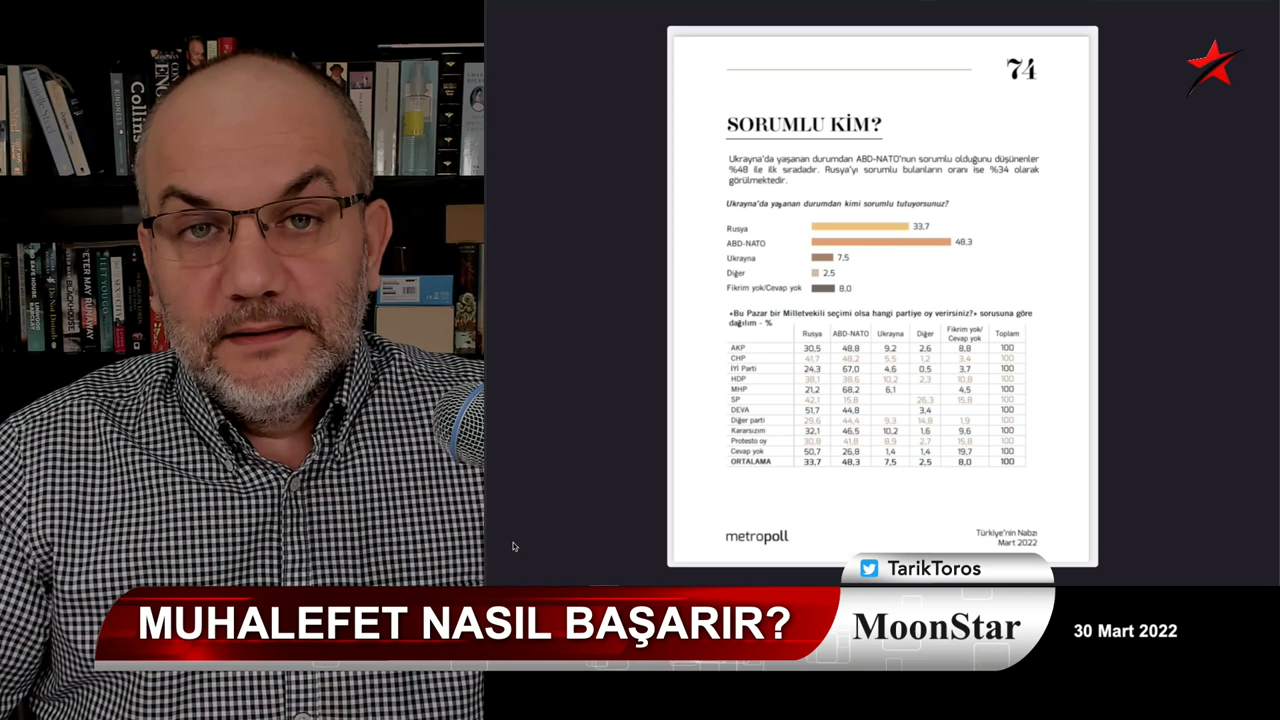 74
SORUMLU KİM?
Ukrayna'da yaşanan durumdan ABD-NATO'nun sorumlu olduğunu düşünenler
%48 ile ilk sıradadır. Rusya'yı sorumlu bulanların oranı ise %34 olarak
görülmektedir.
Ukrayna'da yaşanan durumdan kimi sorumlu tutuyorsunuz?
Rusya 33,7
ABD-NATO 48,3
Ukrayna 7,5
Diğer 2,5
Fikrim yok/Cevap yok 8,0
«Bu Pazar bir Milletvekili seçimi olsa hangi partiye oy verirsiniz?» sorusuna göre
dağılım - %
Rusya ABD-NATO Ukrayna Diğer Fikrim yok/ Toplam
Cevap yok
AKP 30,5 48,8 9,2 2,6 8,8 100
CHP 41,7 48,2 5,5 1,2 3,4 100
İYİ Parti 24,3 67,0 4,6 0,5 3,7 100
HDP 38,1 38,6 10,2 2,3 10,8 100
MHP 21,2 68,2 6,1 4,5 100
SP 42,1 15,8 26,3 15,8 100
DEVA 51,7 44,8 3,4 100
Diğer parti 29,6 44,4 9,3 14,8 1,9 100
Kararsızım 32,1 46,5 10,2 1,6 9,6 100
Protesto oy 30,8 41,8 8,9 2,7 15,8 100
Cevap yok 50,7 26,8 1,4 1,4 19,7 100
ORTALAMA 33,7 48,3 7,5 2,5 8,0 100
metropoll
Türkiye'nin Nabzı
Mart 2022
TarikToros
MUHALEFET NASIL BAŞARIR?
MoonStar
30 Mart 2022
Collins
KINDNESS
PETER MAY RUNAWAY
I LET YOU GO